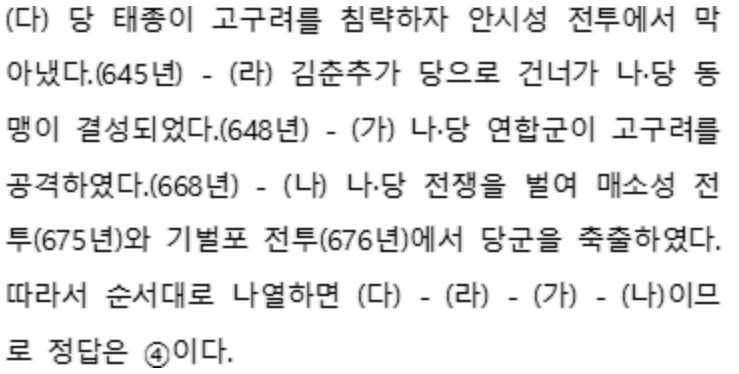 (다) 당 태종이 고구려를 침략하자 안시성 전투에서 막
아냈다.(645년) - (라) 김춘추가 당으로 건너가 나·당 동
맹이 결성되었다.(648년) - (가) 나·당 연합군이 고구려를
공격하였다.(668년) - (나) 나·당 전쟁을 벌여 매소성 전
투(675년)와 기벌포 전투(676년)에서 당군을 축출하였다.
따라서 순서대로 나열하면 (다) - (라) - (가) - (나)이므
로 정답은 ④이다.